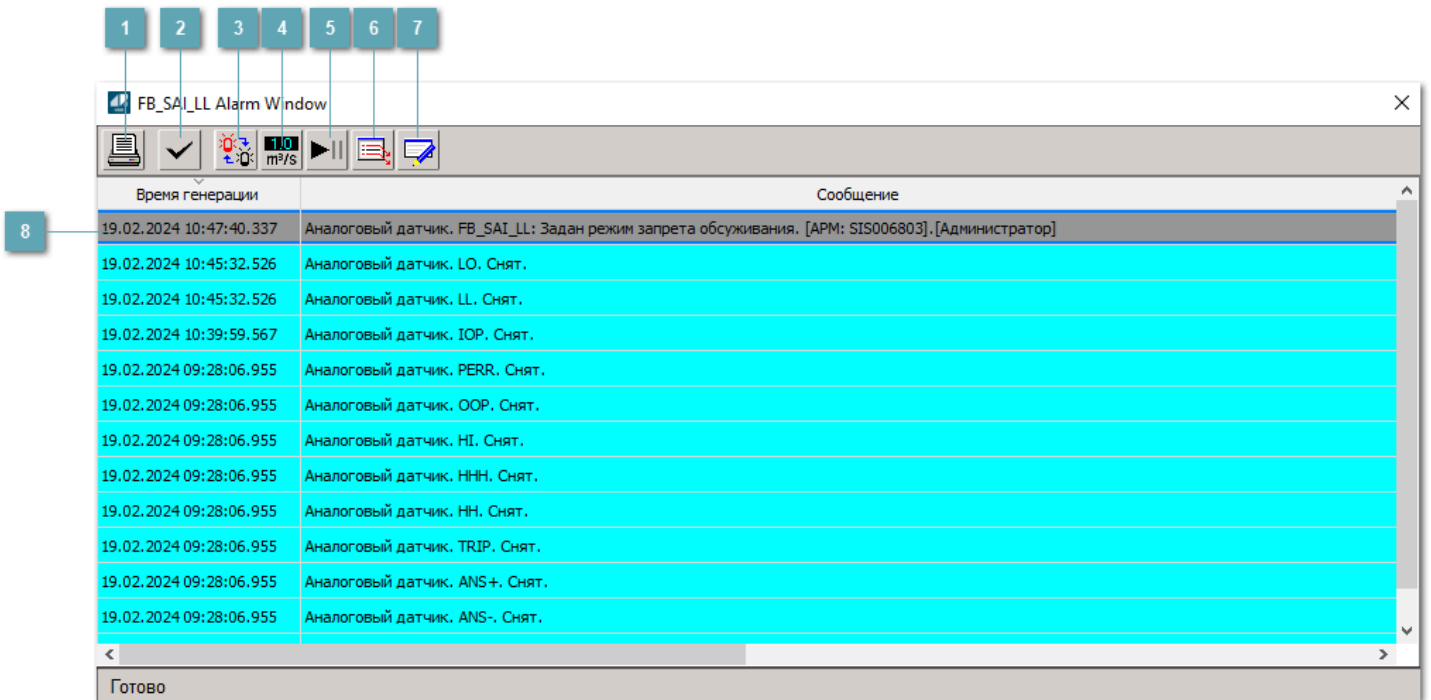 1 2 3 4 5 6 7
FB_SAI_LL Alarm Window
1.0
m³/s
Время генерации Сообщение
8
19.02.2024 10:47:40.337 Аналоговый датчик. FB_SAI_LL: Задан режим запрета обсуживания. [АРМ: SIS006803].[Администратор]
19.02.2024 10:45:32.526 Аналоговый датчик. LO. Снят.
19.02.2024 10:45:32.526 Аналоговый датчик. LL. Снят.
19.02.2024 10:39:59.567 Аналоговый датчик. IOP. Снят.
19.02.2024 09:28:06.955 Аналоговый датчик. PERR. Снят.
19.02.2024 09:28:06.955 Аналоговый датчик. OOP. Снят.
19.02.2024 09:28:06.955 Аналоговый датчик. HI. Снят.
19.02.2024 09:28:06.955 Аналоговый датчик. HHH. Снят.
19.02.2024 09:28:06.955 Аналоговый датчик. HH. Снят.
19.02.2024 09:28:06.955 Аналоговый датчик. TRIP. Снят.
19.02.2024 09:28:06.955 Аналоговый датчик. ANS+. Снят.
19.02.2024 09:28:06.955 Аналоговый датчик. ANS-. Снят.
Готово